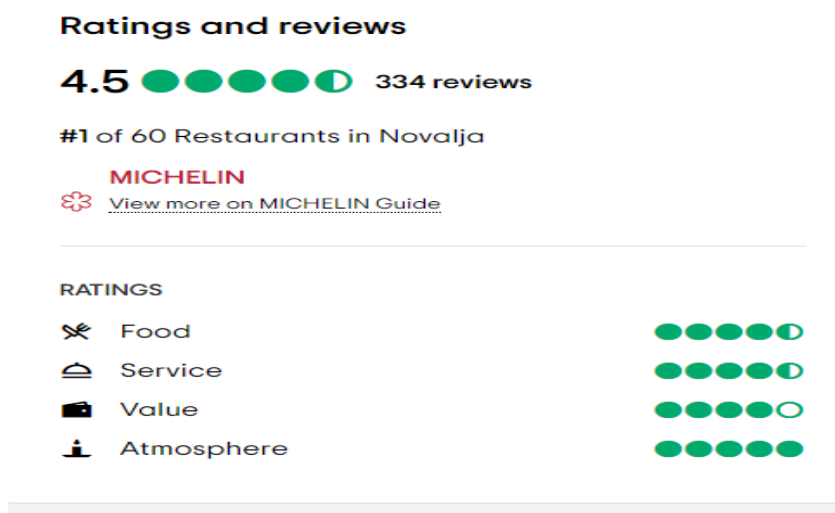 Ratings and reviews
4.5 334 reviews
#1 of 60 Restaurants in Novalja
MICHELIN
View more on MICHELIN Guide
RATINGS
Food
Service
Value
Atmosphere